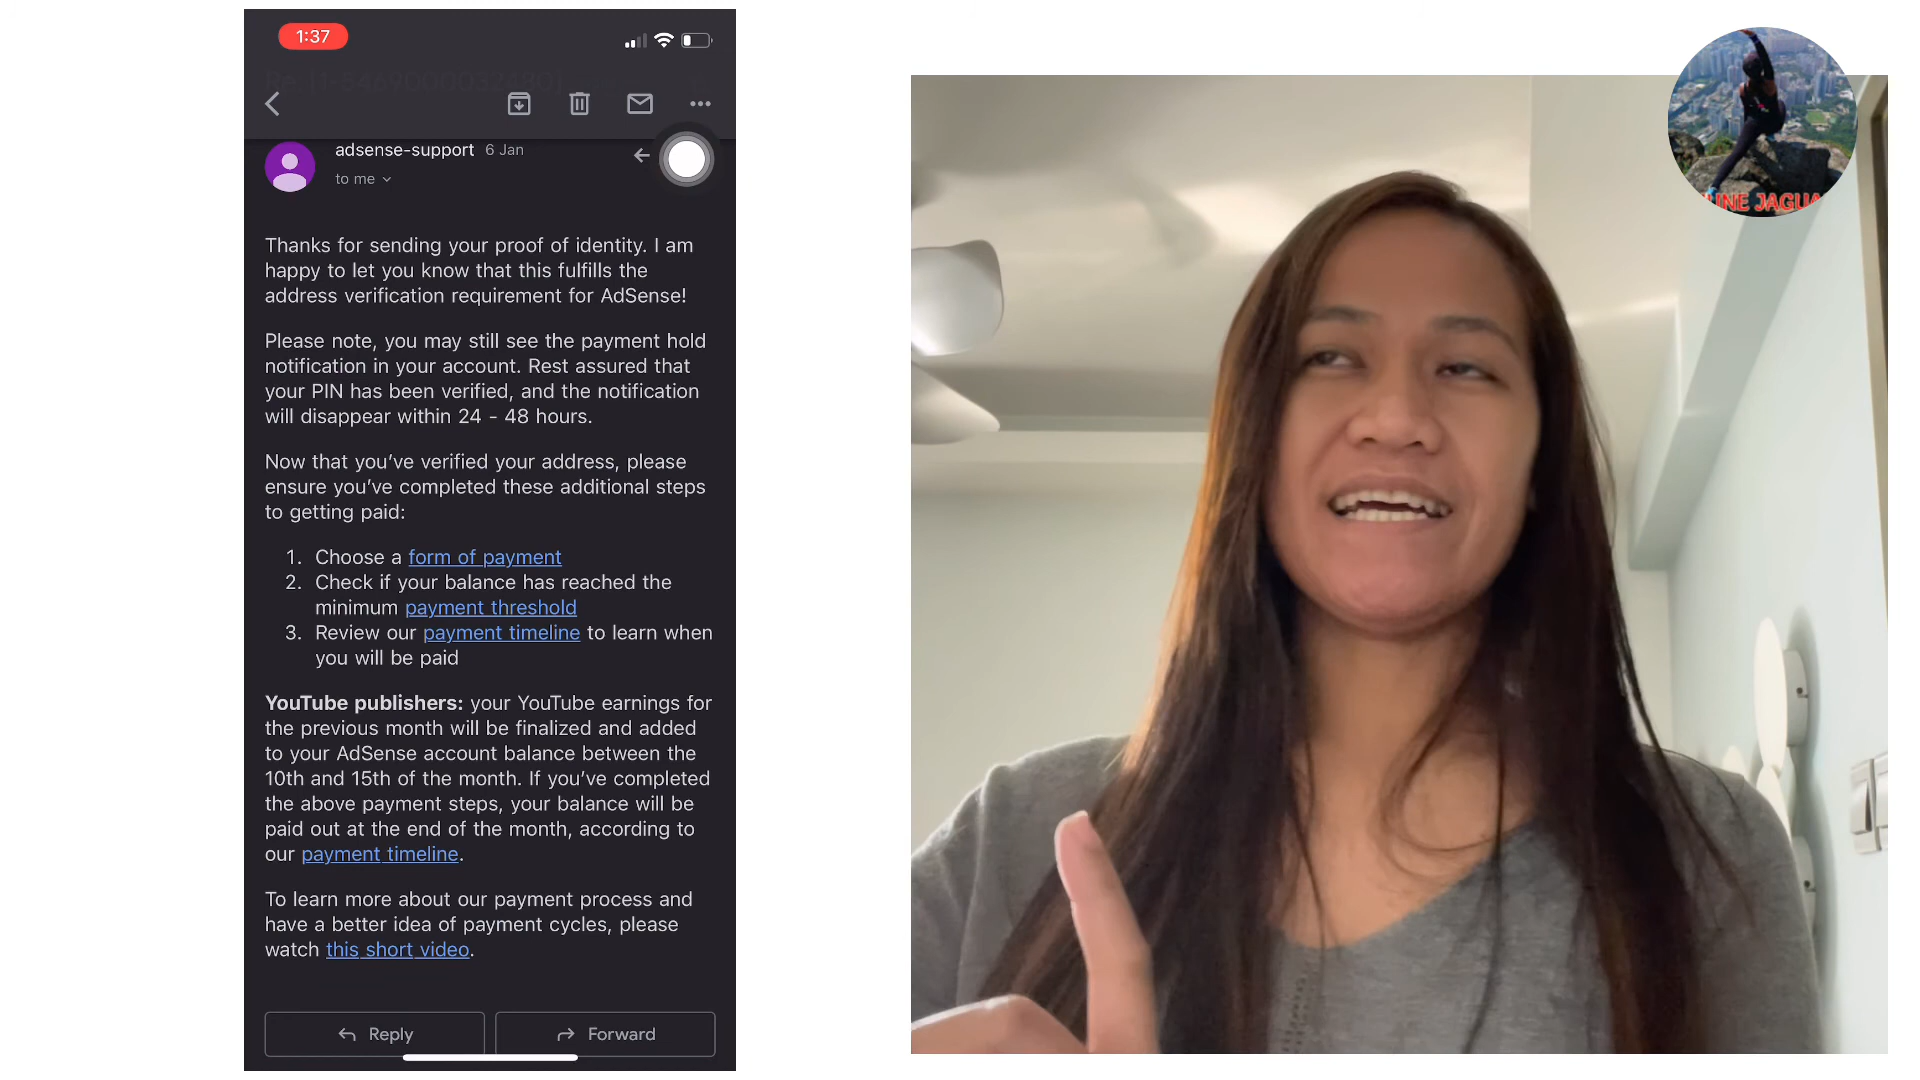 1:37
adsense-support 6 Jan
to me
Thanks for sending your proof of identity. I am
happy to let you know that this fulfills the
address verification requirement for AdSense!
Please note, you may still see the payment hold
notification in your account. Rest assured that
your PIN has been verified, and the notification
will disappear within 24 - 48 hours.
Now that you've verified your address, please
ensure you've completed these additional steps
to getting paid:
1. Choose a form of payment
2. Check if your balance has reached the
minimum payment threshold
3. Review our payment timeline to learn when
you will be paid
YouTube publishers: your YouTube earnings for
the previous month will be finalized and added
to your AdSense account balance between the
10th and 15th of the month. If you've completed
the above payment steps, your balance will be
paid out at the end of the month, according to
our payment timeline.
To learn more about our payment process and
have a better idea of payment cycles, please
watch this short video.
Reply Forward